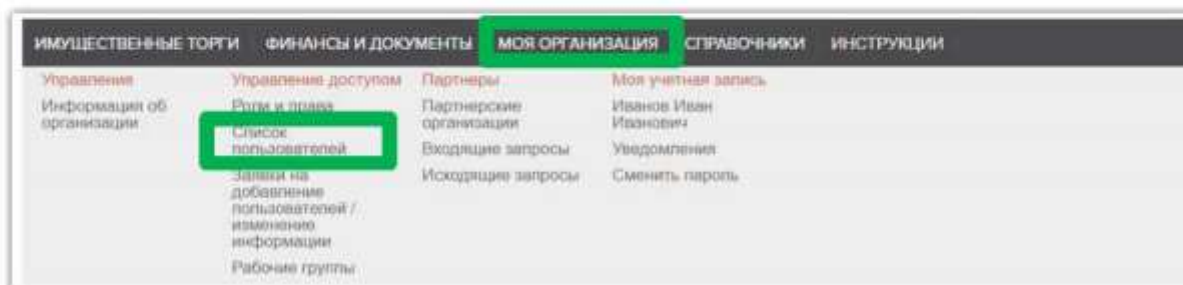 ИМУЩЕСТВЕННЫЕ ТОРГИ ФИНАНСЫ И ДОКУМЕНТЫ МОЯ ОРГАНИЗАЦИЯ СПРАВОЧНИКИ ИНСТРУКЦИИ
Управления
Информация об
организации
Управление доступом
Роли и права
Список
пользователей
Заявки на
добавление
пользователей /
изменение
информации
Рабочие группы
Партнеры
Партнерские
организации
Входящие запросы
Исходящие запросы
Моя учетная запись
Иванов Иван
Иванович
Уведомления
Сменить пароль